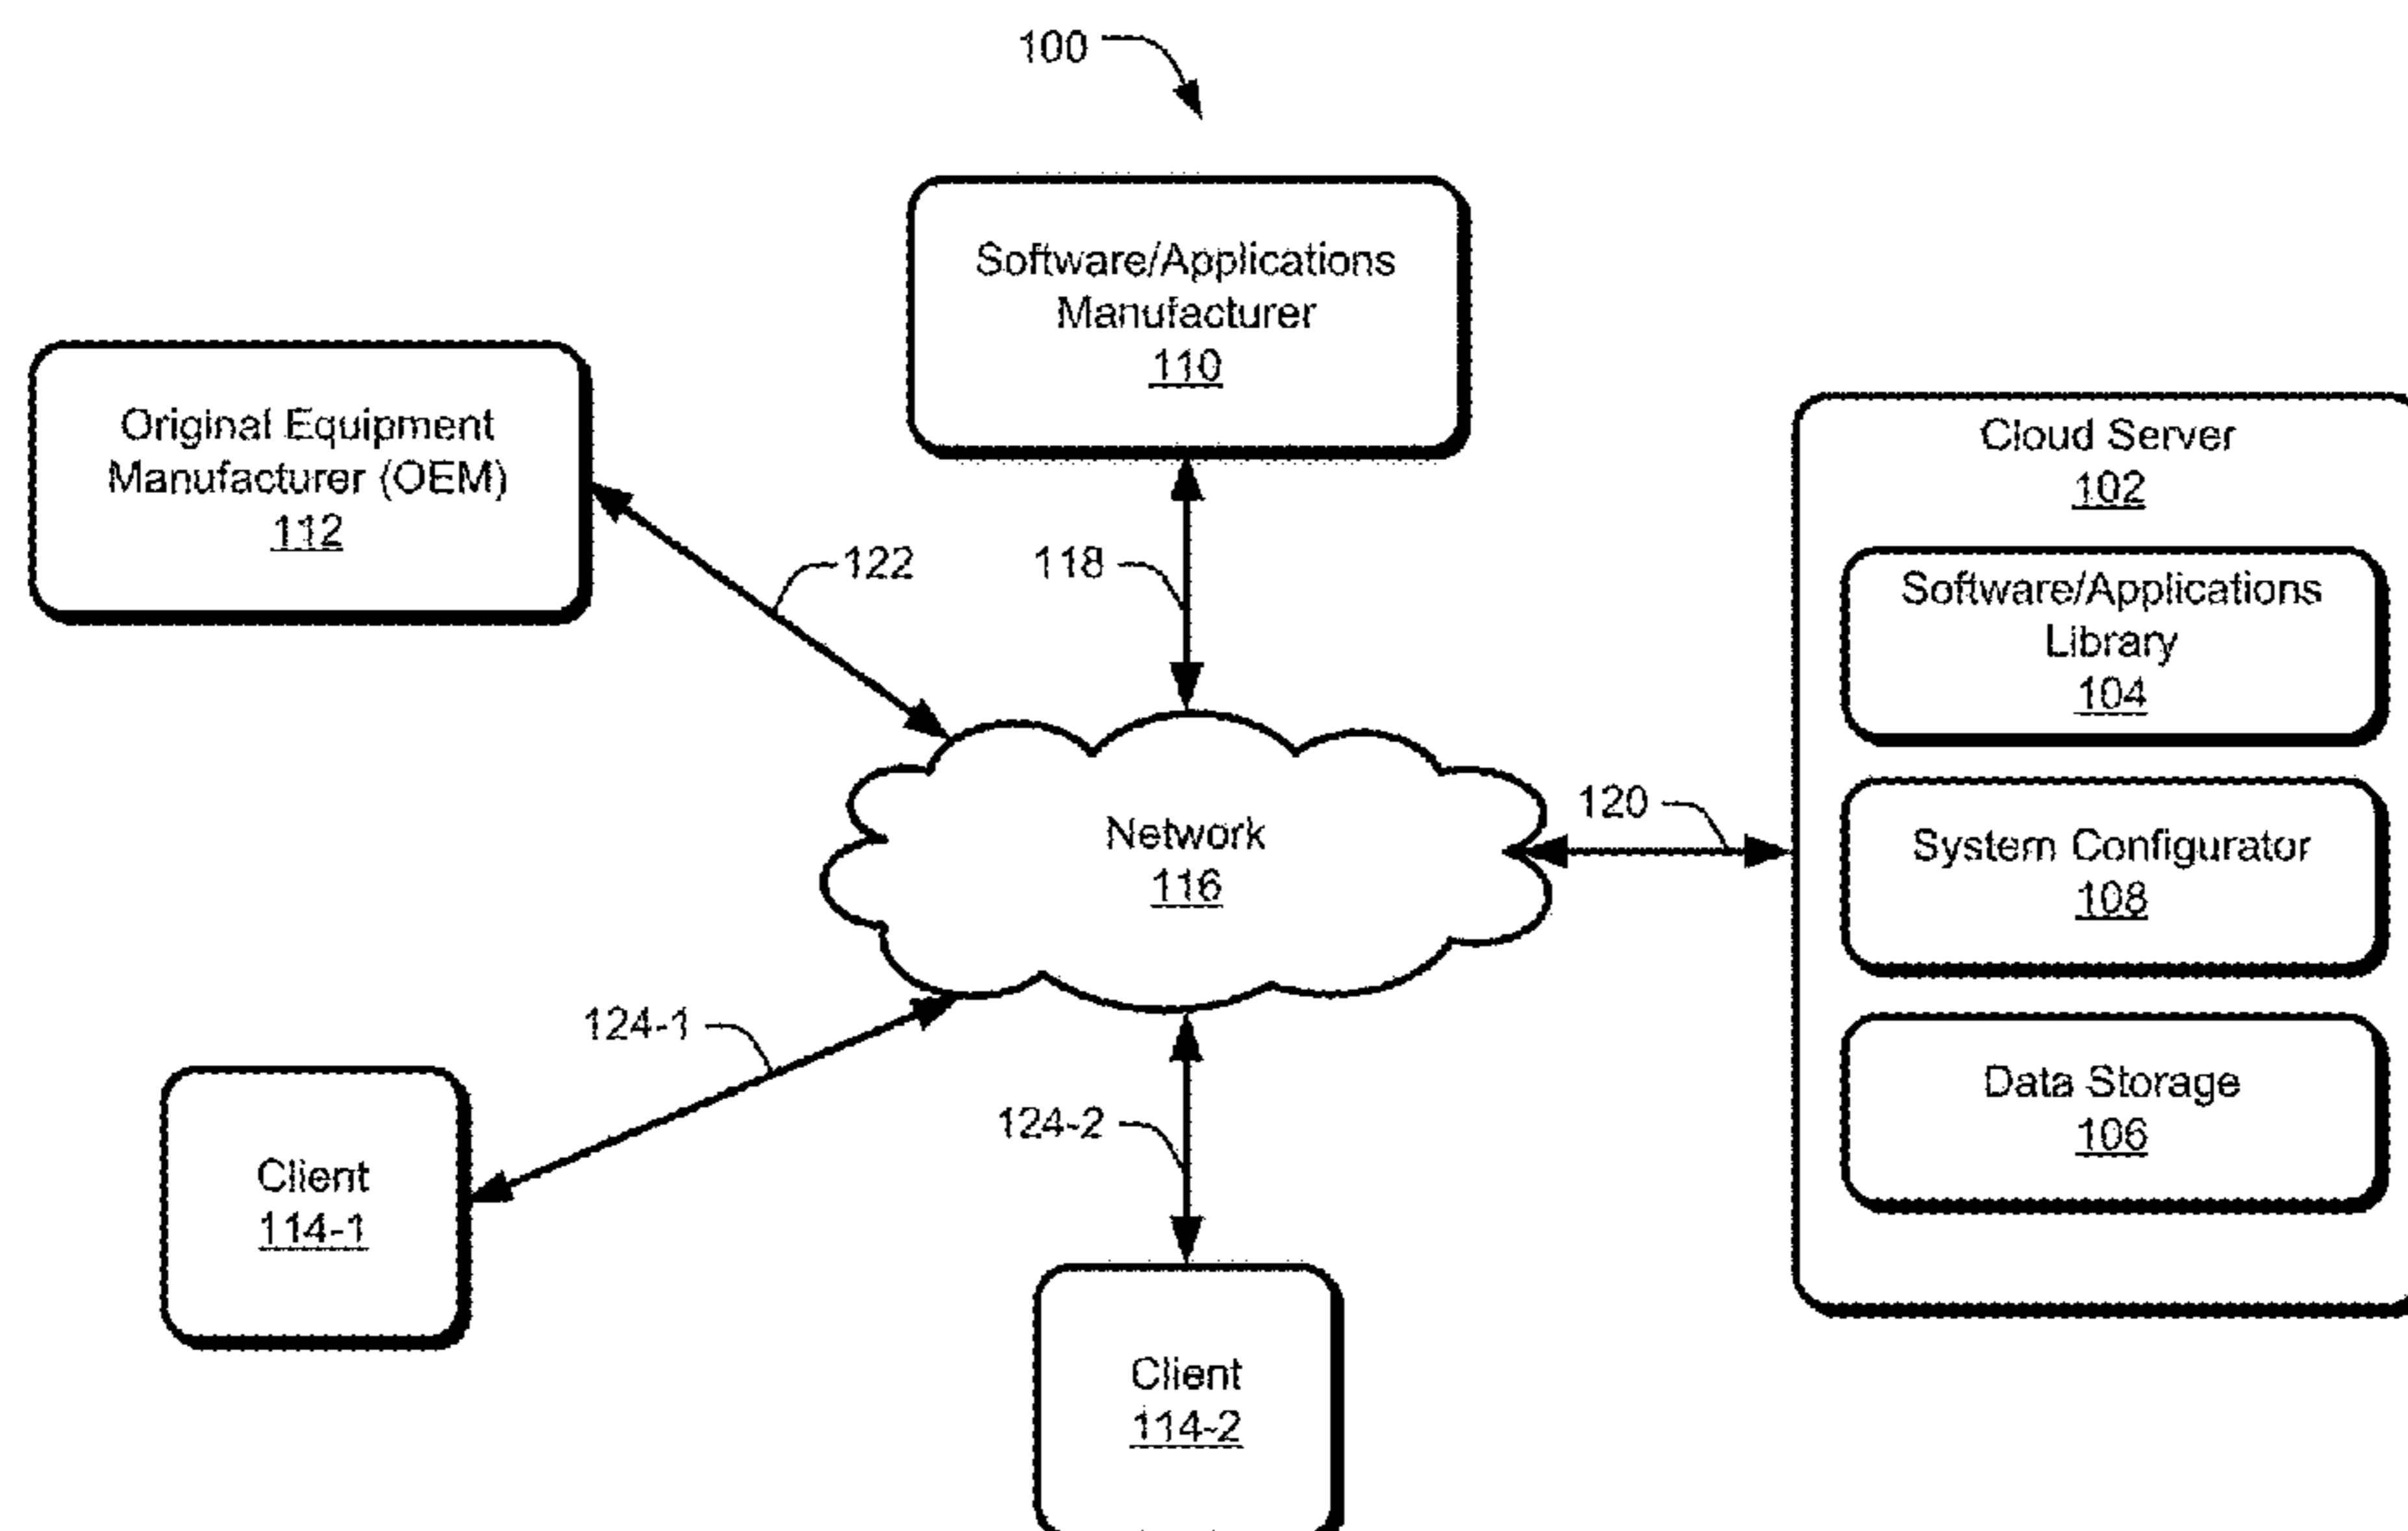 100
Software/Applications
Manufacturer
110
Original Equipment
Manufacturer (OEM)
112
Cloud Server
102
Software/Applications
Library
104
System Configurator
108
Data Storage
106
122
118
120
Network
116
124-1
124-2
Client
114-1
Client
114-2